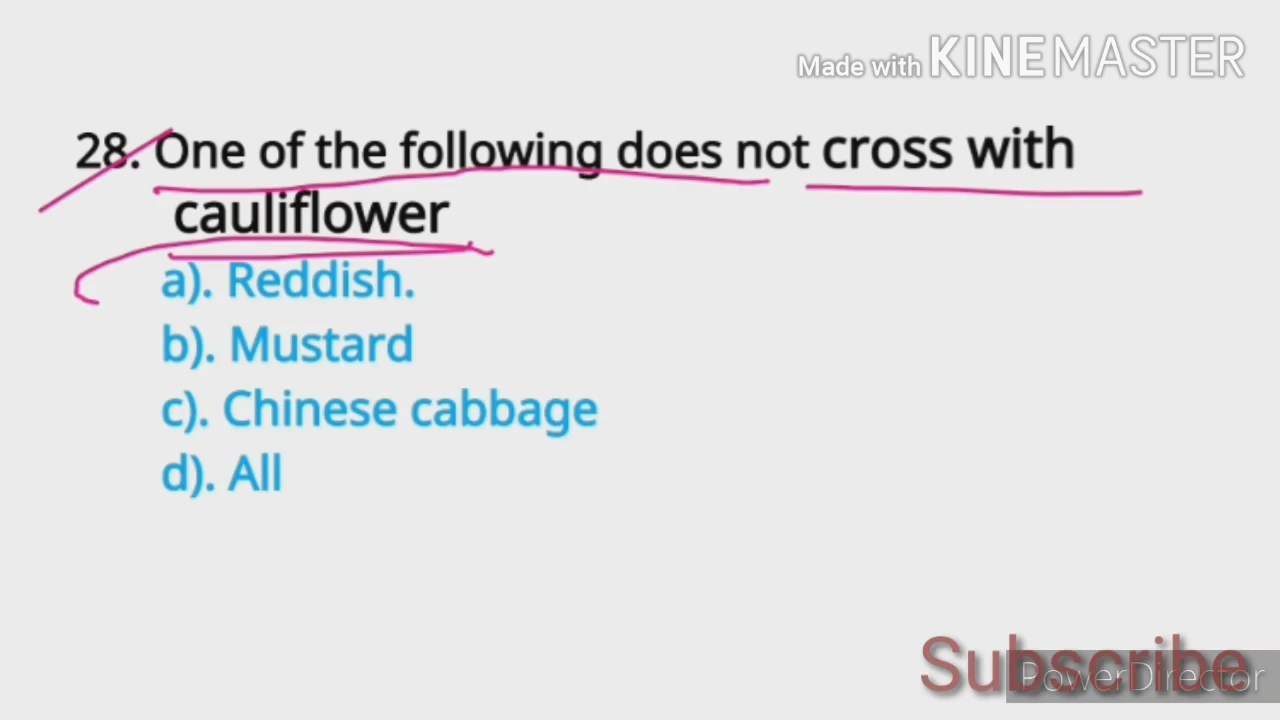 Made with KINEMASTER
28. One of the following does not cross with
cauliflower
a). Reddish.
b). Mustard
c). Chinese cabbage
d). All
Subscribe
PowerDirector